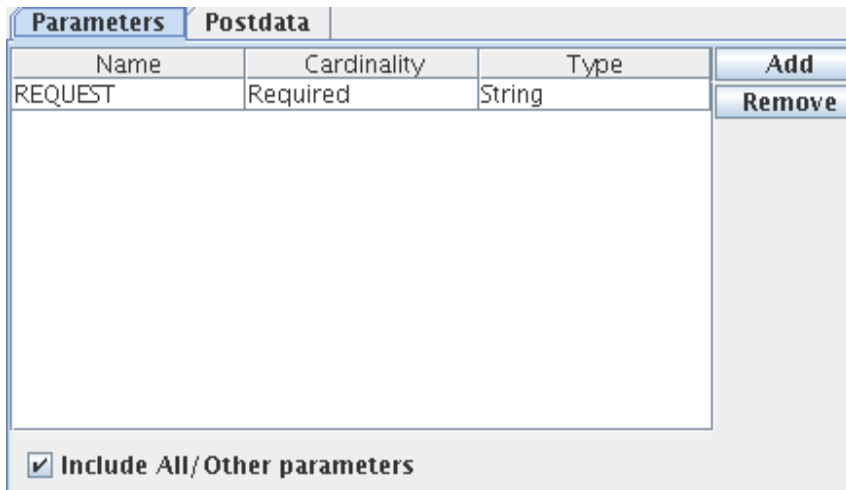 Parameters Postdata
Name Cardinality Type Add
REQUEST Required String Remove
Include All/Other parameters